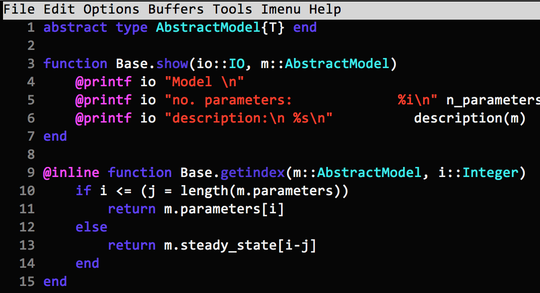 File Edit Options Buffers Tools Imenu Help
1 abstract type AbstractModel{T} end
2
3 function Base.show(io::IO, m::AbstractModel)
4     @printf io "Model \n"
5     @printf io "no. parameters:             %i\n" n_parameters
6     @printf io "description:\n %s\n"          description(m)
7 end
8
9 @inline function Base.getindex(m::AbstractModel, i::Integer)
10     if i <= (j = length(m.parameters))
11         return m.parameters[i]
12     else
13         return m.steady_state[i-j]
14     end
15 end